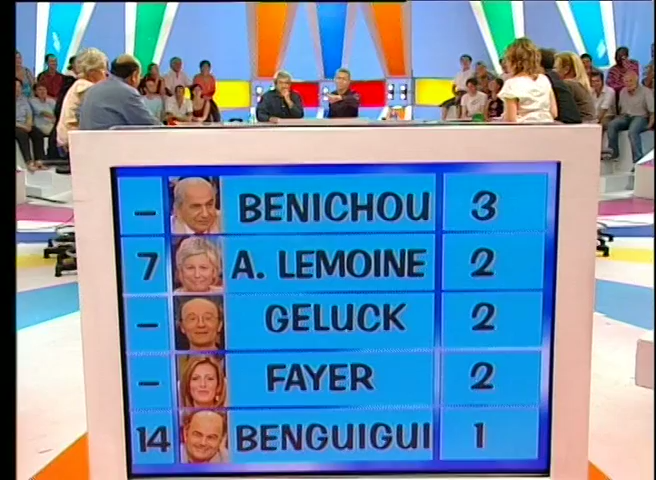 – BENICHOU 3
7 A. LEMOINE 2
– GELUCK 2
– FAYER 2
14 BENGUIGUI 1